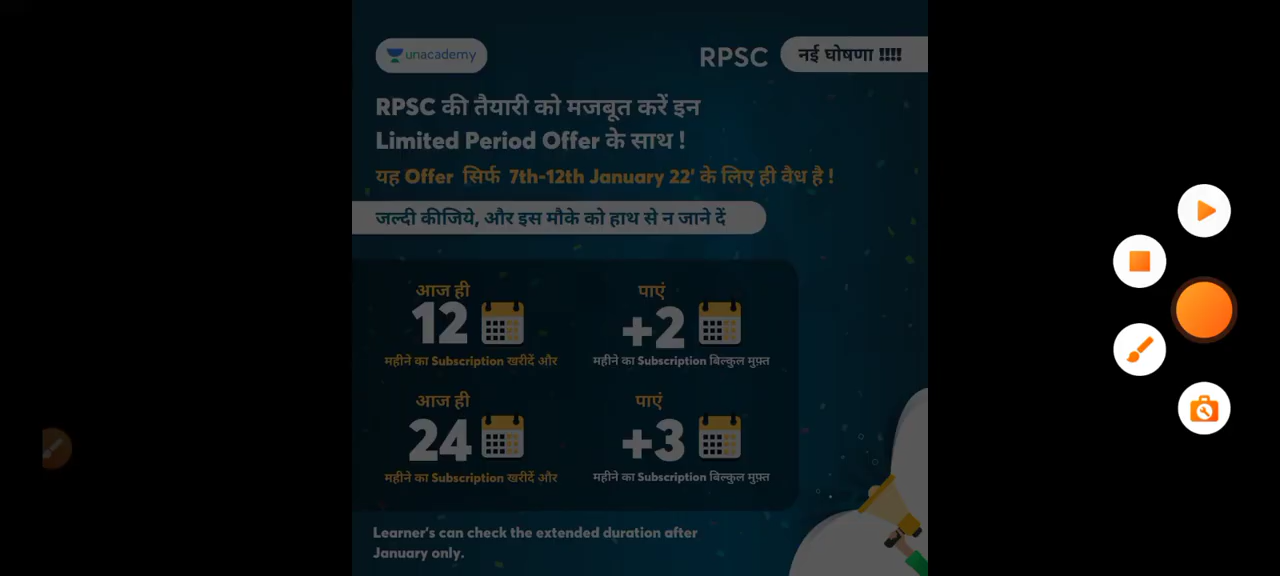 unacademy
RPSC
नई घोषणा !!!!
RPSC की तैयारी को मजबूत करें इन
Limited Period Offer के साथ !
यह Offer सिर्फ 7th-12th January 22' के लिए ही वैध है !
जल्दी कीजिये, और इस मौके को हाथ से न जाने दें
आज ही
12
महीने का Subscription खरीदें और
पाएं
+2
महीने का Subscription बिल्कुल मुफ़्त
आज ही
24
महीने का Subscription खरीदें और
पाएं
+3
महीने का Subscription बिल्कुल मुफ़्त
Learner's can check the extended duration after
January only.